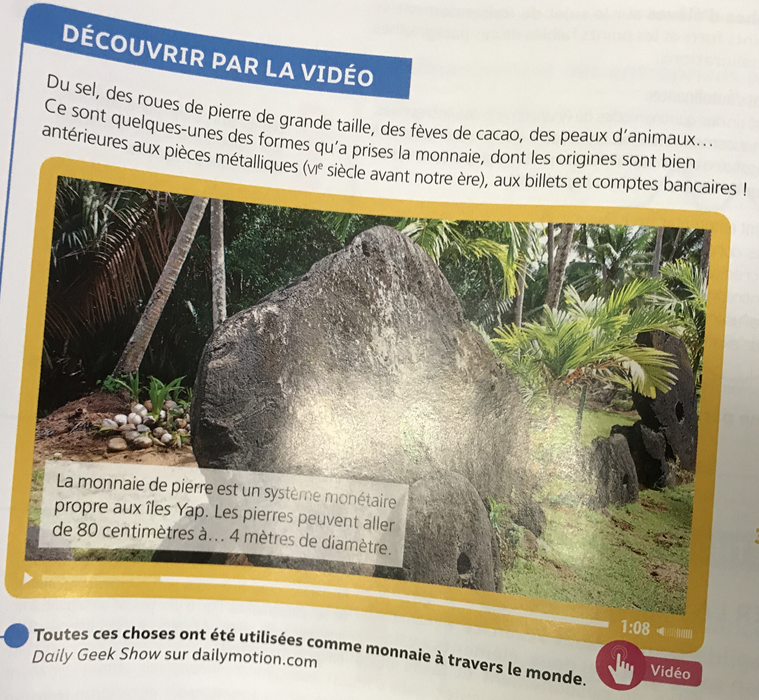 DÉCOUVRIR PAR LA VIDÉO
Du sel, des roues de pierre de grande taille, des fèves de cacao, des peaux d'animaux...
Ce sont quelques-unes des formes qu'a prises la monnaie, dont les origines sont bien
antérieures aux pièces métalliques (VIe siècle avant notre ère), aux billets et comptes bancaires !
La monnaie de pierre est un système monétaire
propre aux îles Yap. Les pierres peuvent aller
de 80 centimètres à... 4 mètres de diamètre.
1:08
Toutes ces choses ont été utilisées comme monnaie à travers le monde.
Daily Geek Show sur dailymotion.com
Vidéo